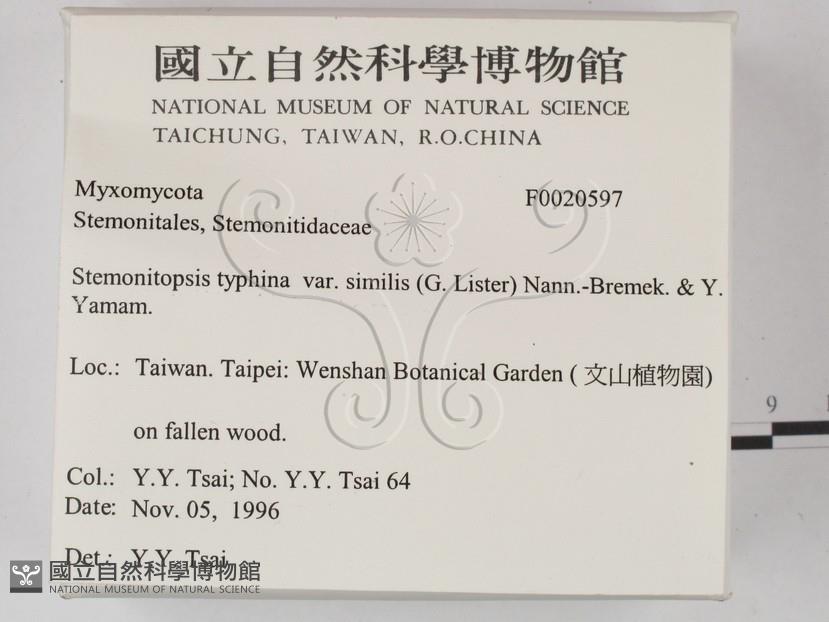 國立自然科學博物館
NATIONAL MUSEUM OF NATURAL SCIENCE
TAICHUNG, TAIWAN, R.O.CHINA
Myxomycota F0020597
Stemonitales, Stemonitidaceae
Stemonitopsis typhina var. similis (G. Lister) Nann.-Bremek. & Y.
Yamam.
Loc.: Taiwan. Taipei: Wenshan Botanical Garden ( 文山植物園)
on fallen wood.
9
Col.: Y.Y. Tsai; No. Y.Y. Tsai 64
Date: Nov. 05, 1996
Det.: Y.Y. Tsai
國立自然科學博物館
NATIONAL MUSEUM OF NATURAL SCIENCE